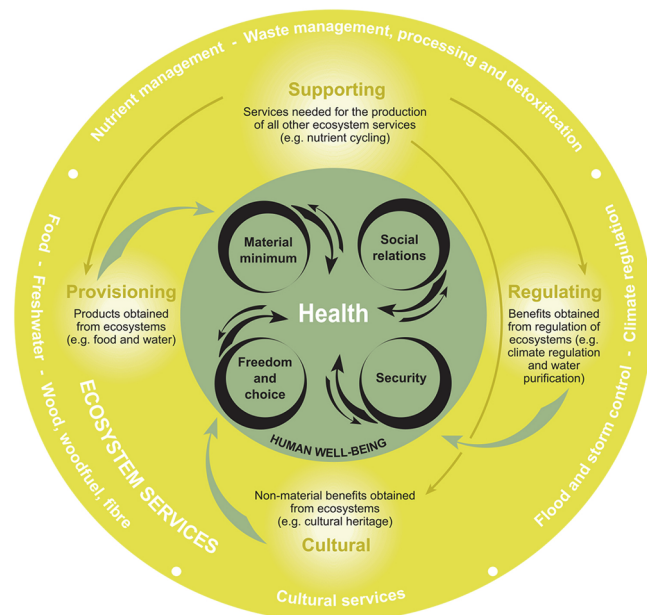 Nutrient management - Waste management, processing and detoxification
Supporting
Services needed for the production
of all other ecosystem services
(e.g. nutrient cycling)
Food - Freshwater - Wood, woodfuel, fibre
Flood and storm control - Climate regulation
Material
minimum
Social
relations
Provisioning
Products obtained
from ecosystems
(e.g. food and water)
Health
Regulating
Benefits obtained
from regulation of
ecosystems (e.g.
climate regulation
and water
purification)
Freedom
and
choice
Security
HUMAN WELL-BEING
ECOSYSTEM SERVICES
Non-material benefits obtained
from ecosystems
(e.g. cultural heritage)
Cultural
Cultural services